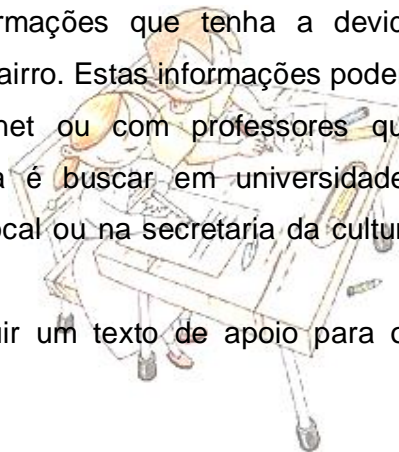 rmações que tenha a devid
airro. Estas informações pode
net ou com professores qu
a é buscar em universidade
ocal ou na secretaria da cultur
uir um texto de apoio para c